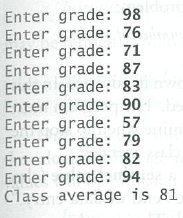 Enter grade: 98
Enter grade: 76
Enter grade: 71
Enter grade: 87
Enter grade: 83
Enter grade: 90
Enter grade: 57
Enter grade: 79
Enter grade: 82
Enter grade: 94
Class average is 81